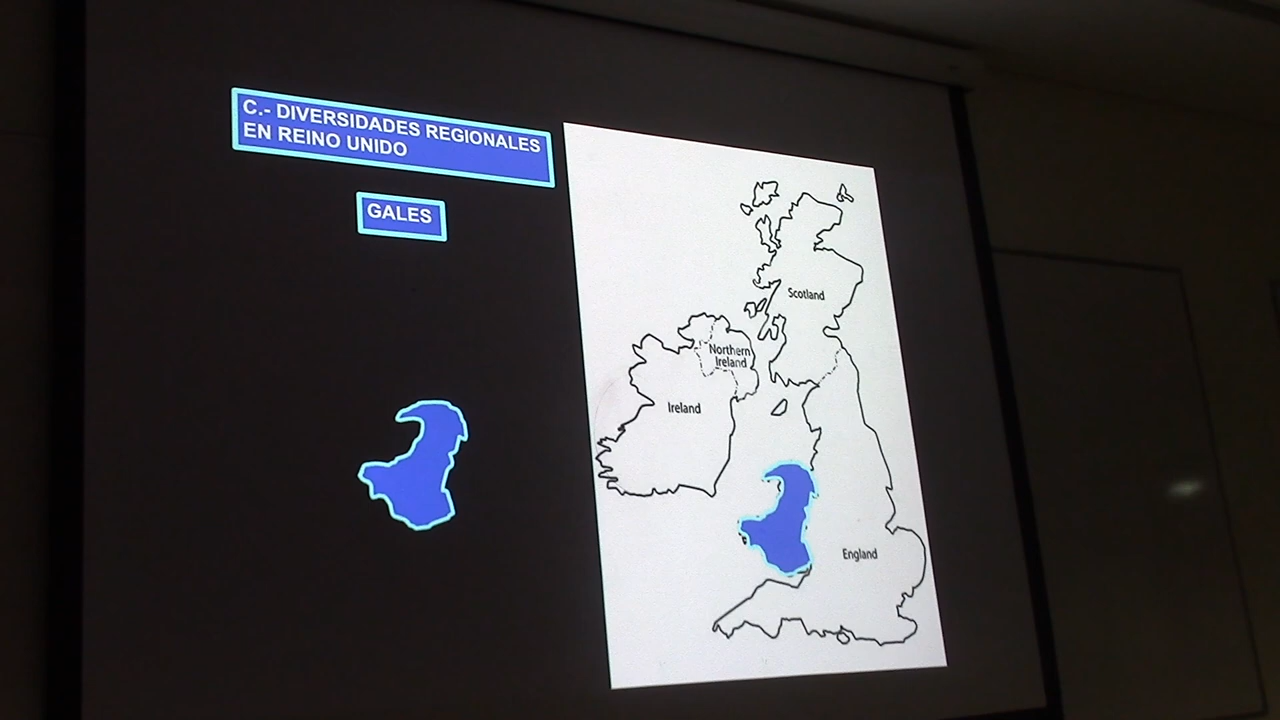 C.- DIVERSIDADES REGIONALES
EN REINO UNIDO
GALES
Scotland
Northern
Ireland
Ireland
England